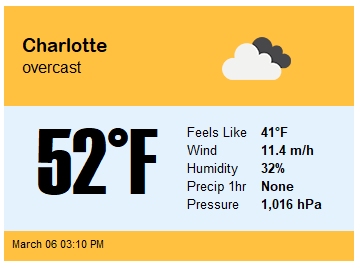 Charlotte
overcast
52°F
Feels Like 41°F
Wind 11.4 m/h
Humidity 32%
Precip 1hr None
Pressure 1,016 hPa
March 06 03:10 PM